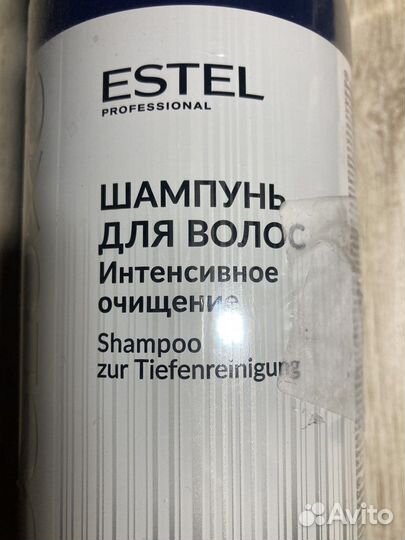 ESTEL
PROFESSIONAL
ШАМПУНЬ
ДЛЯ ВОЛОС
Интенсивное
очищение
Shampoo
zur Tiefenreinigung
Avito